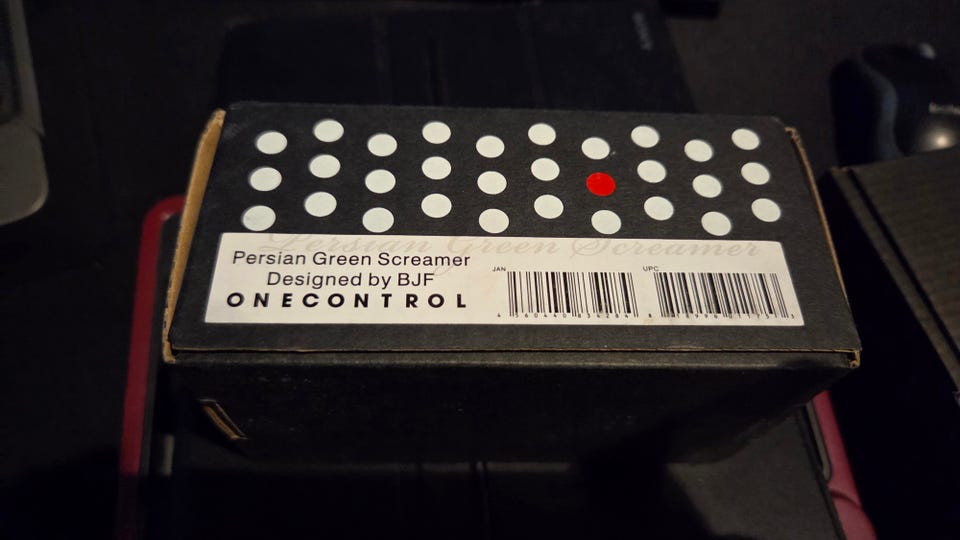 Persian Green Screamer
Persian Green Screamer
Designed by BJF
ONECONTROL
JAN
UPC